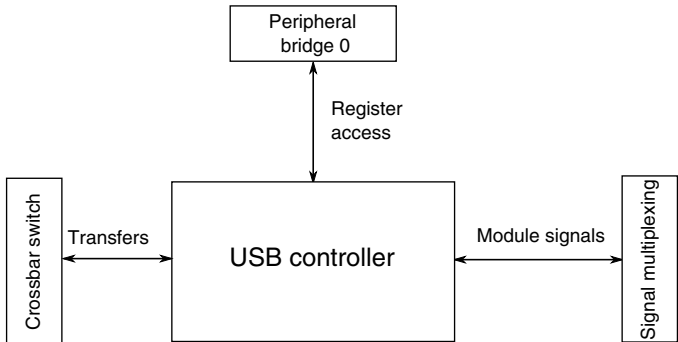 Peripheral
bridge 0
Register
access
Crossbar switch
Transfers
USB controller
Module signals
Signal multiplexing